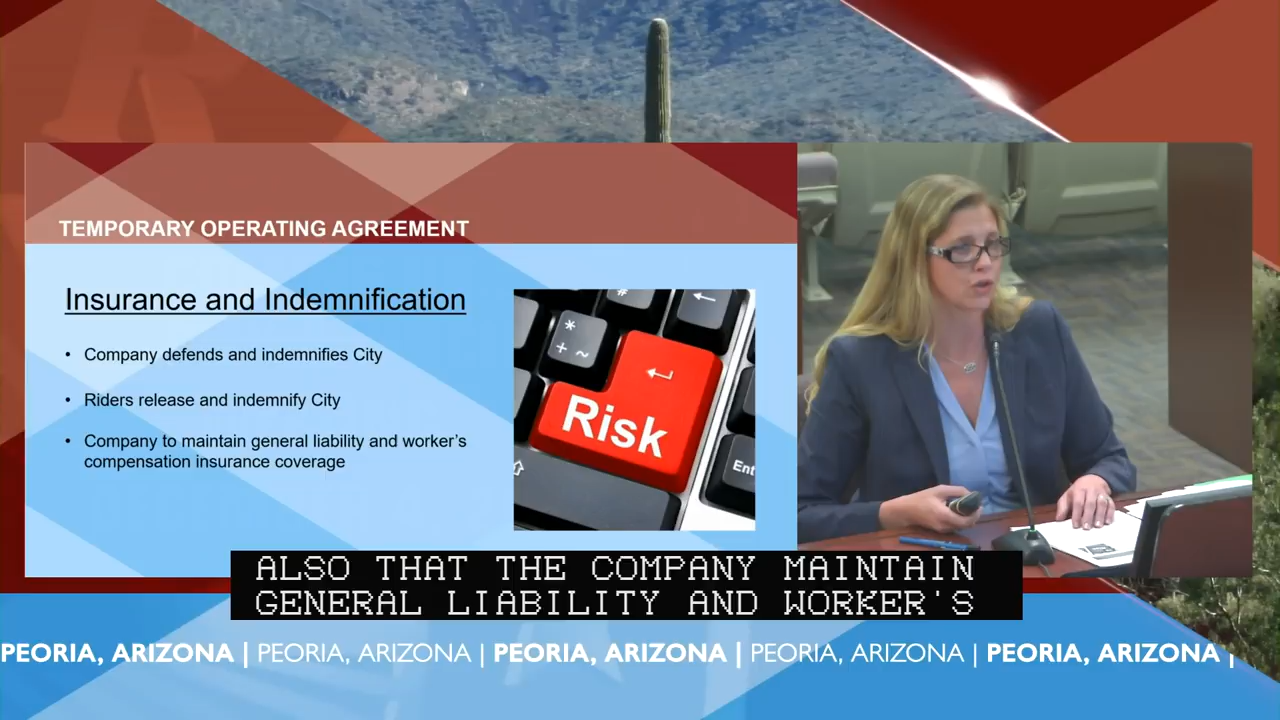 TEMPORARY OPERATING AGREEMENT
Insurance and Indemnification
• Company defends and indemnifies City
• Riders release and indemnify City
• Company to maintain general liability and worker's
compensation insurance coverage
#
*
+ ~
Risk
Ent
ALSO THAT THE COMPANY MAINTAIN
GENERAL LIABILITY AND WORKER'S
PEORIA, ARIZONA | PEORIA, ARIZONA | PEORIA, ARIZONA | PEORIA, ARIZONA | PEORIA, ARIZONA |